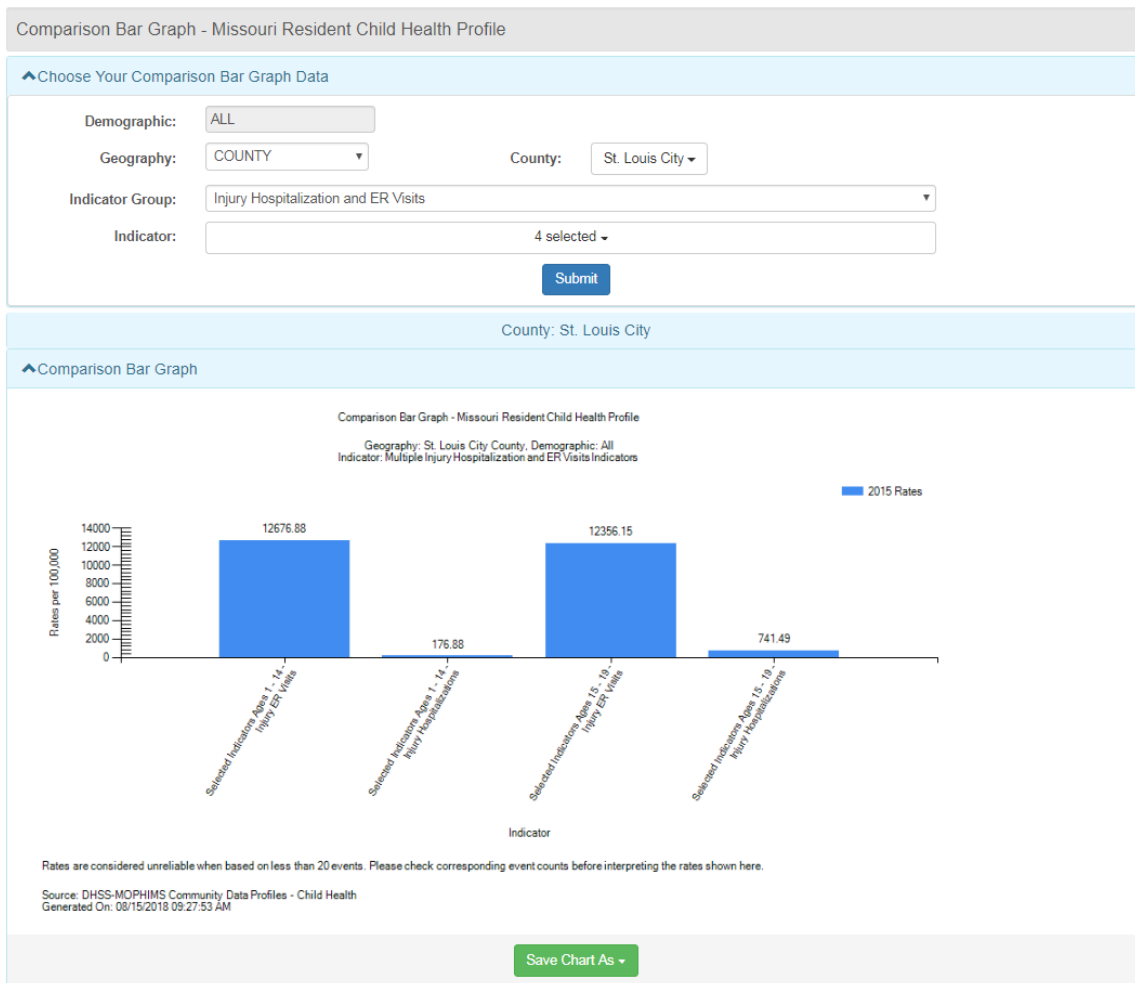 Comparison Bar Graph - Missouri Resident Child Health Profile
Choose Your Comparison Bar Graph Data
Demographic: ALL
Geography: COUNTY County: St. Louis City
Indicator Group: Injury Hospitalization and ER Visits
Indicator: 4 selected
Submit
County: St. Louis City
Comparison Bar Graph
Comparison Bar Graph - Missouri Resident Child Health Profile
Geography: St. Louis City County, Demographic: All
Indicator: Multiple Injury Hospitalization and ER Visits Indicators
2015 Rates
Rates per 100,000
14000
12000
10000
8000
6000
4000
2000
0
12676.88
176.88
12356.15
741.49
Selected Indicators Ages 1 - 14 -
Injury ER Visits
Selected Indicators Ages 1 - 14 -
Injury Hospitalizations
Selected Indicators Ages 15 - 19 -
Injury ER Visits
Selected Indicators Ages 15 - 19 -
Injury Hospitalizations
Indicator
Rates are considered unreliable when based on less than 20 events. Please check corresponding event counts before interpreting the rates shown here.
Source: DHSS-MOPHIMS Community Data Profiles - Child Health
Generated On: 08/15/2018 09:27:53 AM
Save Chart As